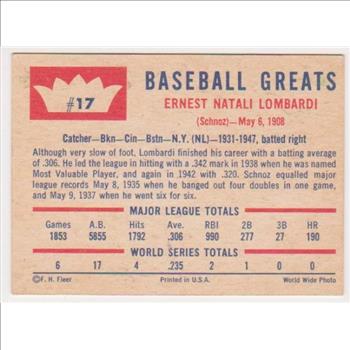 #17
BASEBALL GREATS
ERNEST NATALI LOMBARDI
(Schnoz)—May 6, 1908
Catcher—Bkn—Cin—Bstn—N.Y. (NL)—1931-1947, batted right
Although very slow of foot, Lombardi finished his career with a batting average
of .306. He led the league in hitting with a .342 mark in 1938 when he was named
Most Valuable Player, and again in 1942 with .320. Schnoz equalled major
league records May 8, 1935 when he banged out four doubles in one game,
and May 9, 1937 when he went six for six.
MAJOR LEAGUE TOTALS
Games A.B. Hits Ave. RBI 2B 3B HR
1853 5855 1792 .306 990 277 27 190
WORLD SERIES TOTALS
6 17 4 .235 2 1 0 0
©F. H. Fleer Printed in U.S.A. World Wide Photo